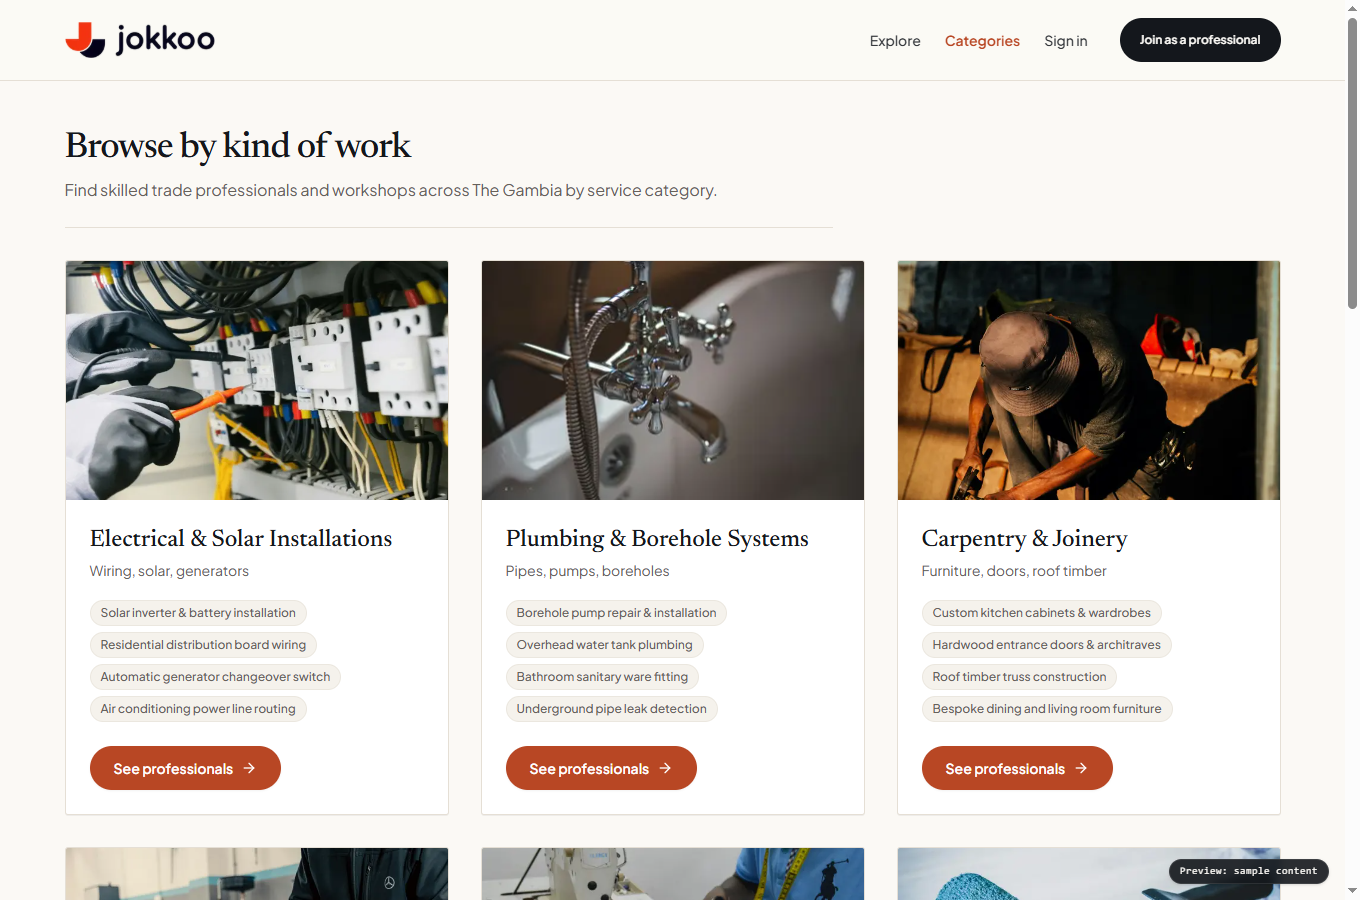 jokkoo
Explore
Categories
Sign in
Join as a professional
Browse by kind of work
Find skilled trade professionals and workshops across The Gambia by service category.
Electrical & Solar Installations
Wiring, solar, generators
Solar inverter & battery installation
Residential distribution board wiring
Automatic generator changeover switch
Air conditioning power line routing
See professionals →
Plumbing & Borehole Systems
Pipes, pumps, boreholes
Borehole pump repair & installation
Overhead water tank plumbing
Bathroom sanitary ware fitting
Underground pipe leak detection
See professionals →
Carpentry & Joinery
Furniture, doors, roof timber
Custom kitchen cabinets & wardrobes
Hardwood entrance doors & architraves
Roof timber truss construction
Bespoke dining and living room furniture
See professionals →
Preview: sample content